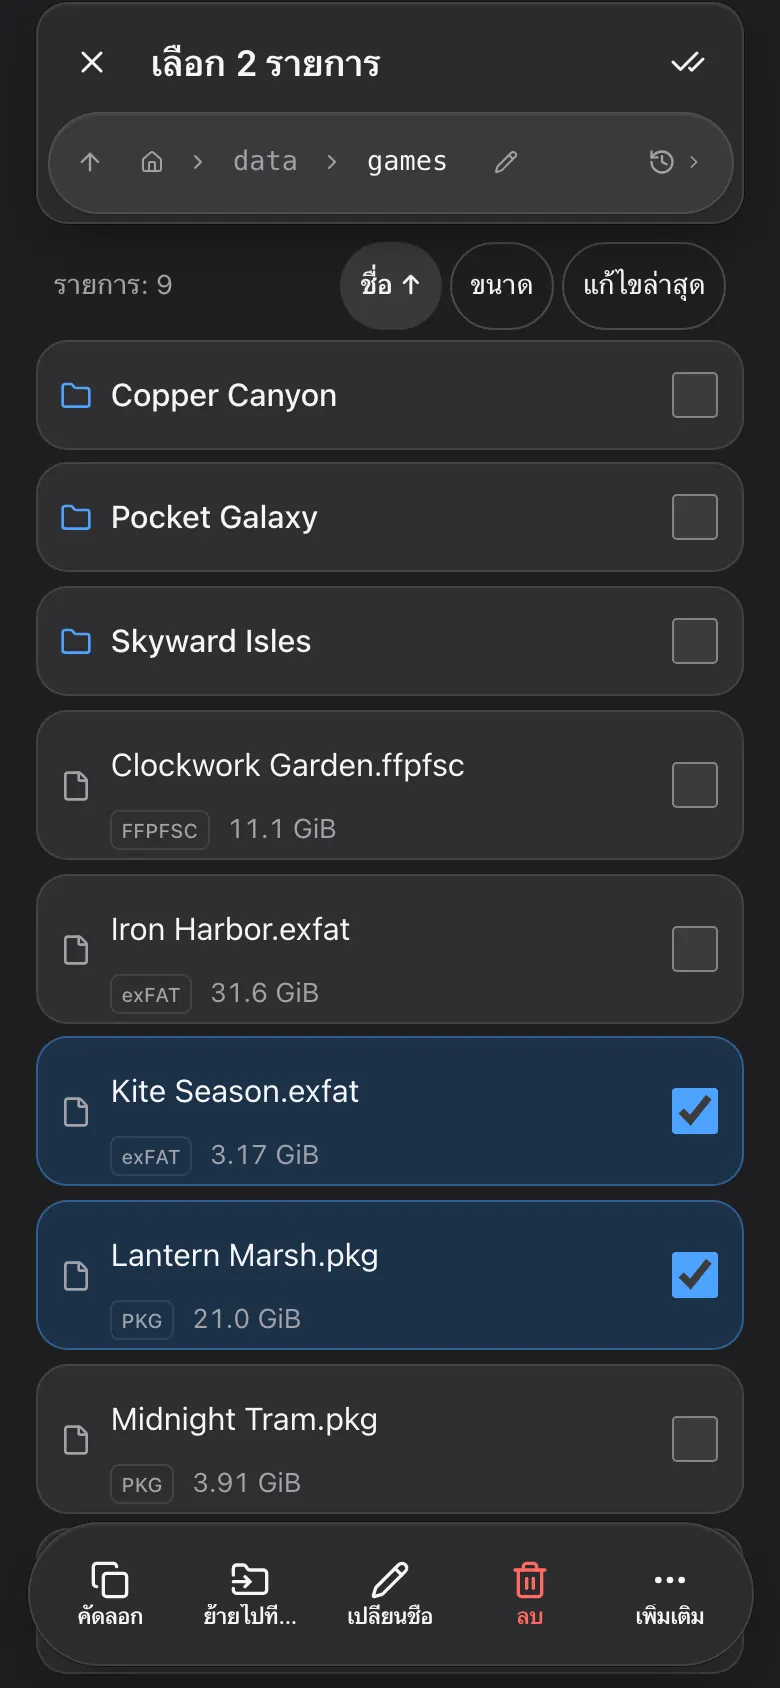 เลือก 2 รายการ
data > games
รายการ: 9
ชื่อ ↑ ขนาด แก้ไขล่าสุด
Copper Canyon
Pocket Galaxy
Skyward Isles
Clockwork Garden.ffpfsc
FFPFSC 11.1 GiB
Iron Harbor.exfat
exFAT 31.6 GiB
Kite Season.exfat
exFAT 3.17 GiB
Lantern Marsh.pkg
PKG 21.0 GiB
Midnight Tram.pkg
PKG 3.91 GiB
คัดลอก ย้ายไปที่... เปลี่ยนชื่อ ลบ เพิ่มเติม